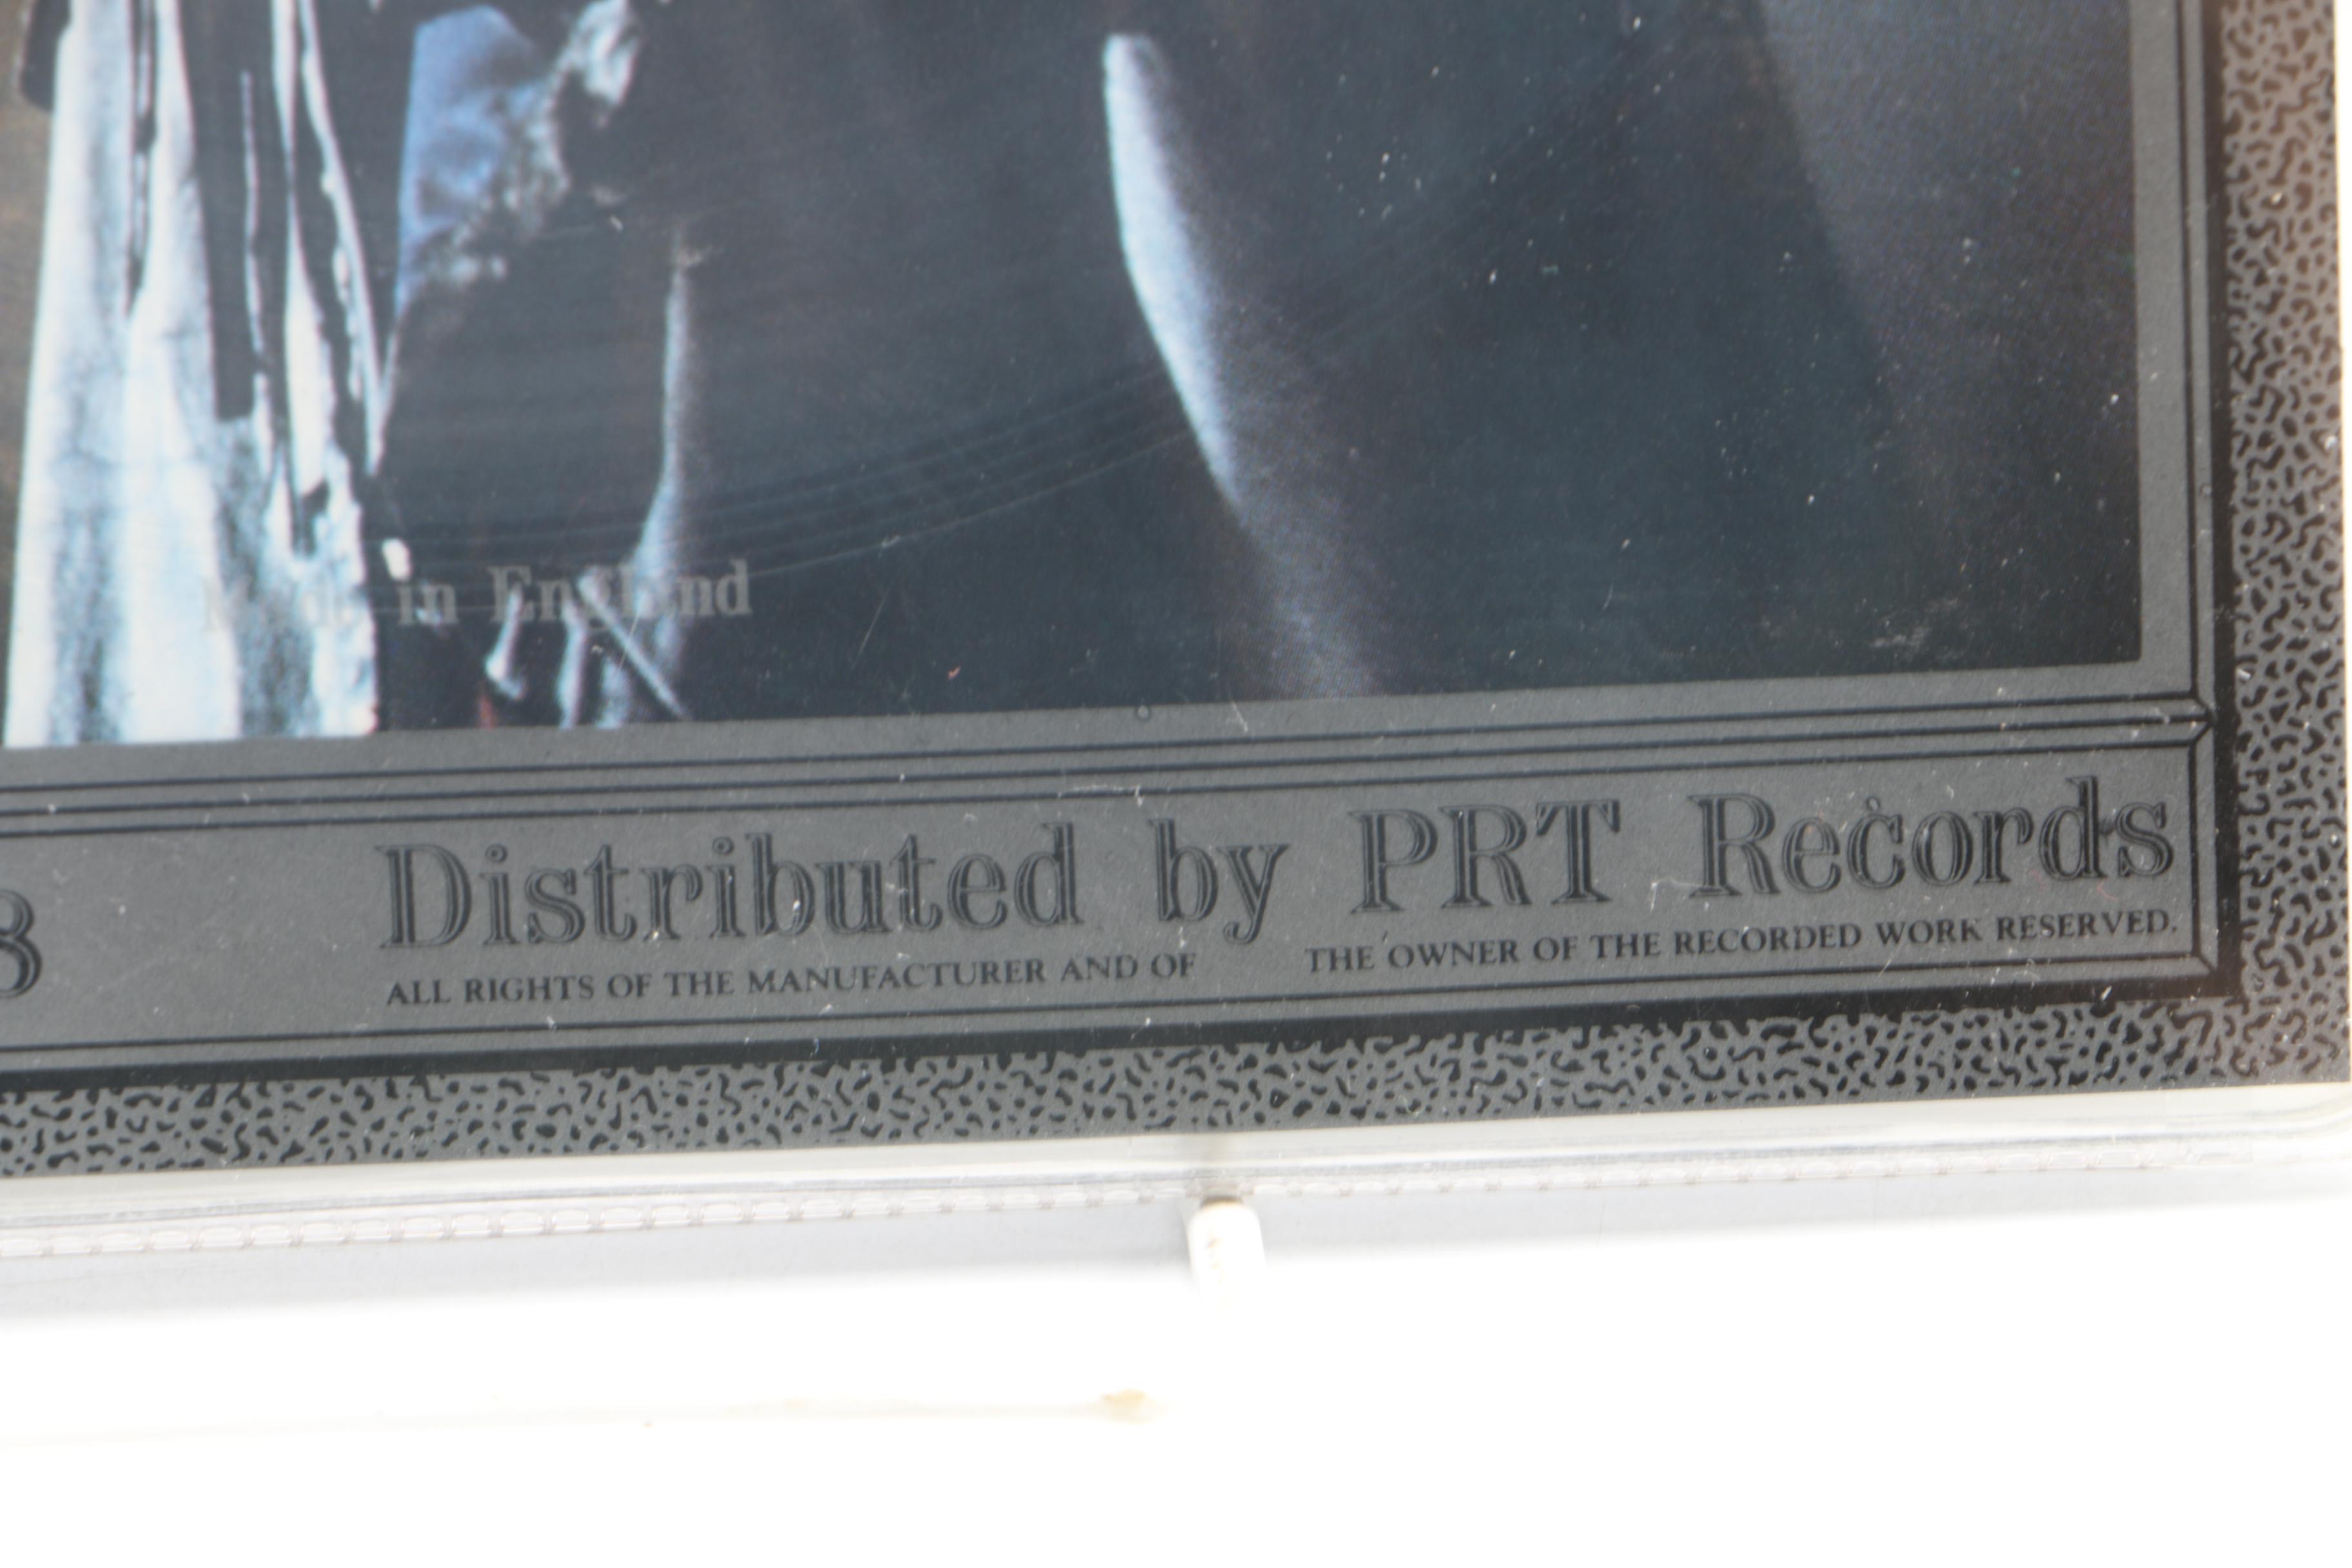 Made in England
8
Distributed by PRT Records
ALL RIGHTS OF THE MANUFACTURER AND OF THE OWNER OF THE RECORDED WORK RESERVED.